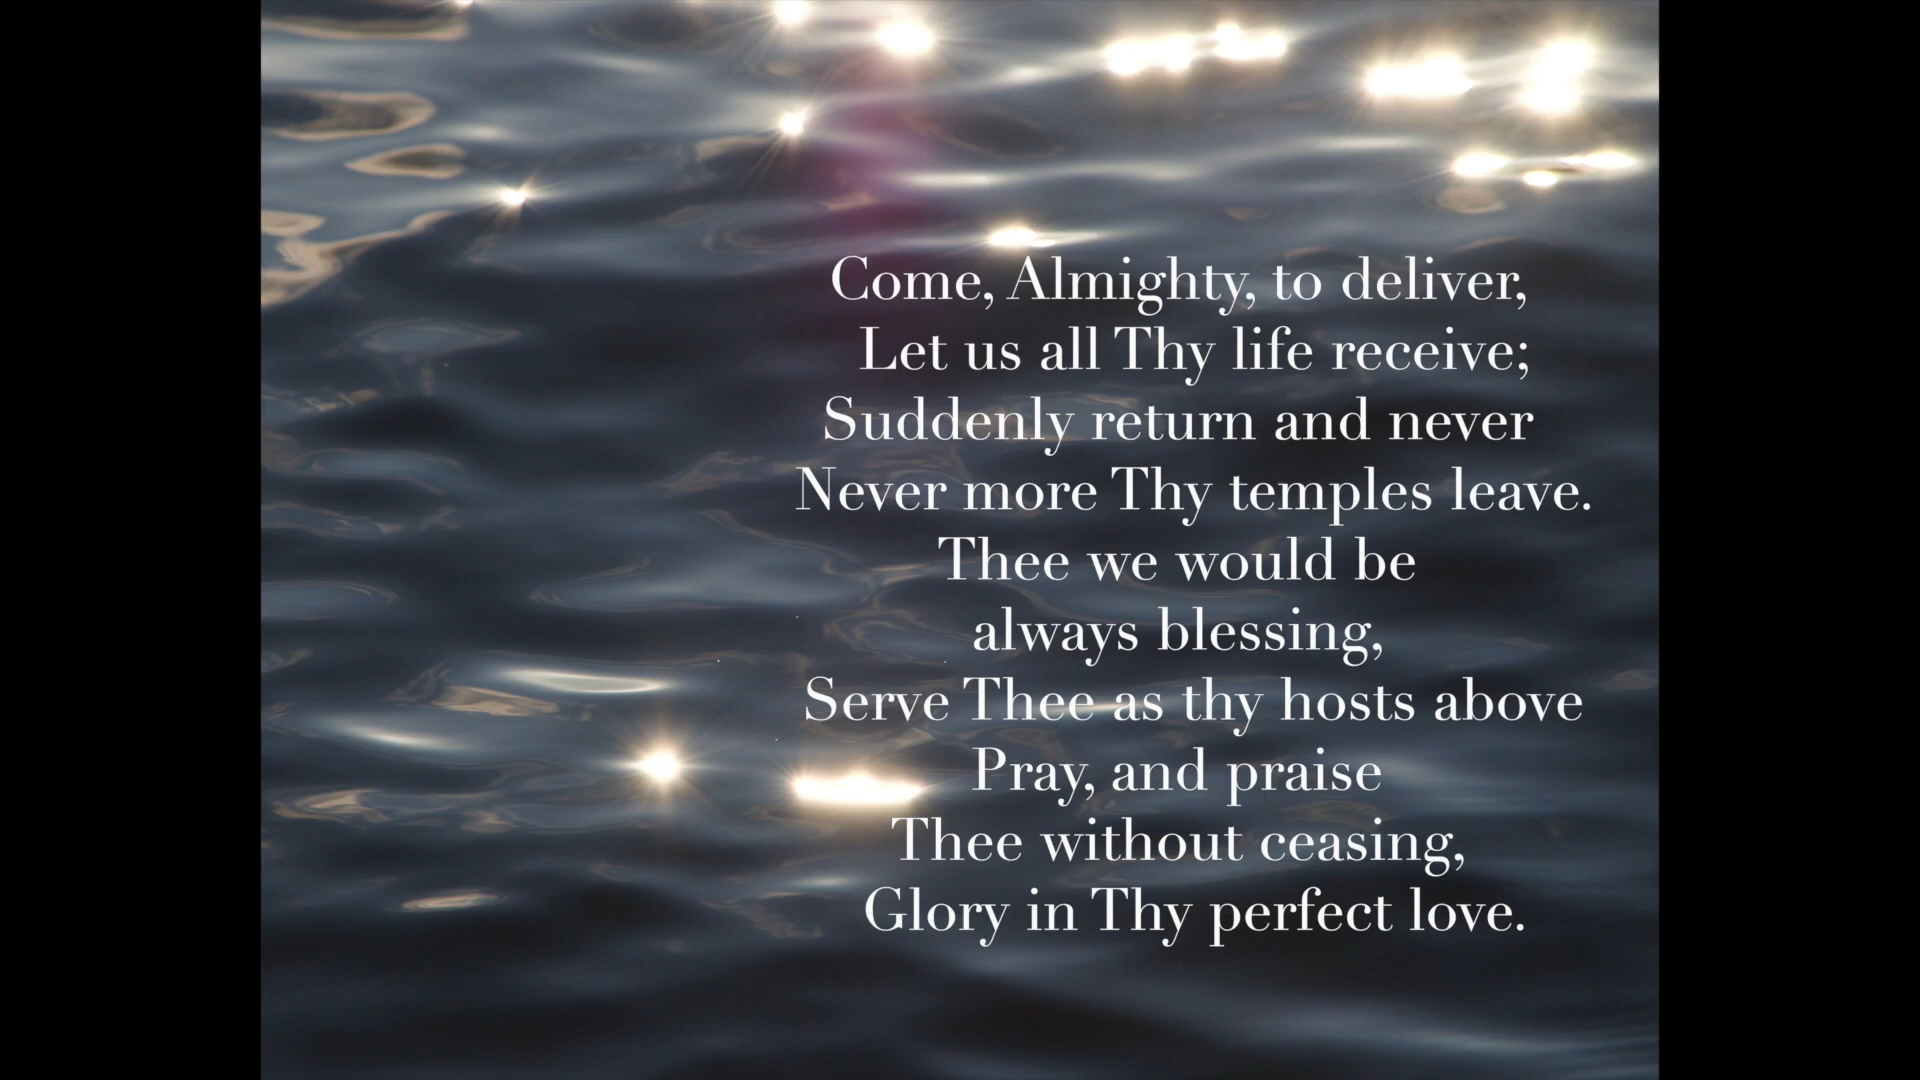 Come, Almighty, to deliver,
Let us all Thy life receive;
Suddenly return and never
Never more Thy temples leave.
Thee we would be
always blessing,
Serve Thee as thy hosts above
Pray, and praise
Thee without ceasing,
Glory in Thy perfect love.